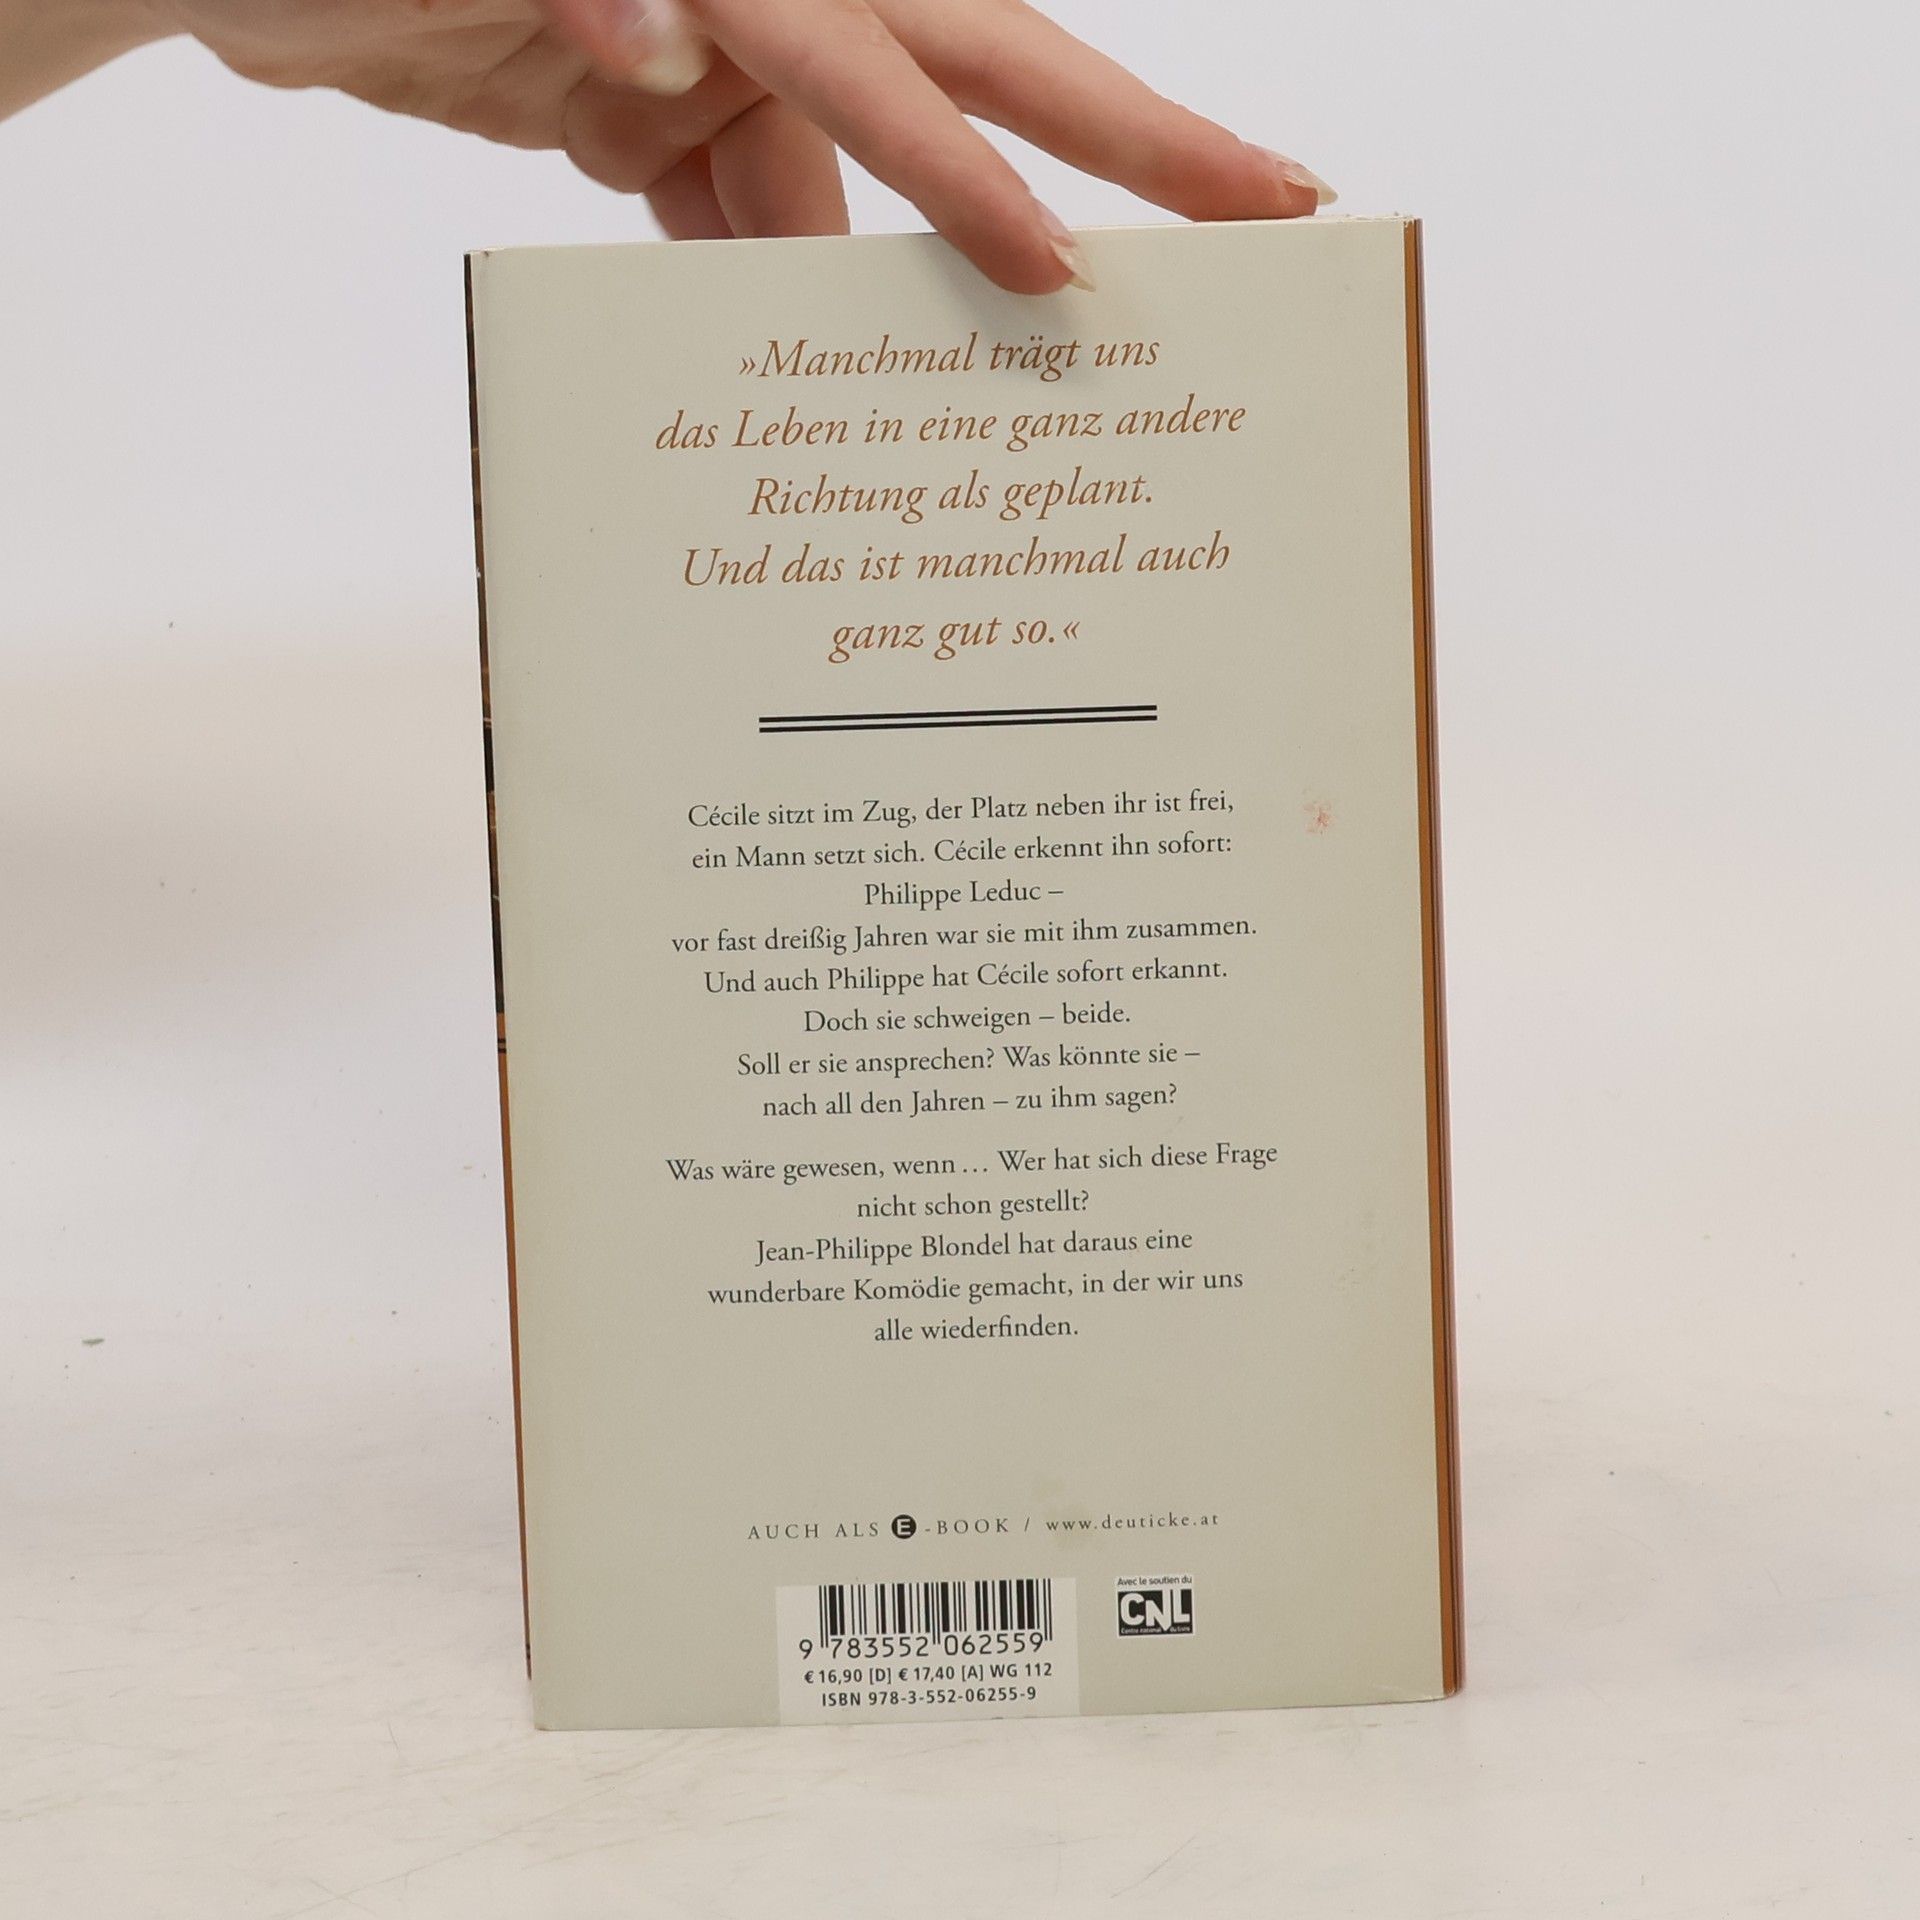 »Manchmal trägt uns
das Leben in eine ganz andere
Richtung als geplant.
Und das ist manchmal auch
ganz gut so.«
Cécile sitzt im Zug, der Platz neben ihr ist frei,
ein Mann setzt sich. Cécile erkennt ihn sofort:
Philippe Leduc –
vor fast dreißig Jahren war sie mit ihm zusammen.
Und auch Philippe hat Cécile sofort erkannt.
Doch sie schweigen – beide.
Soll er sie ansprechen? Was könnte sie –
nach all den Jahren – zu ihm sagen?
Was wäre gewesen, wenn … Wer hat sich diese Frage
nicht schon gestellt?
Jean-Philippe Blondel hat daraus eine
wunderbare Komödie gemacht, in der wir uns
alle wiederfinden.
AUCH ALS E-BOOK / www.deuticke.at
Avec le soutien du
CNL
Centre national du livre
9 783552 062559
€ 16,90 [D] € 17,40 [A] WG 112
ISBN 978-3-552-06255-9